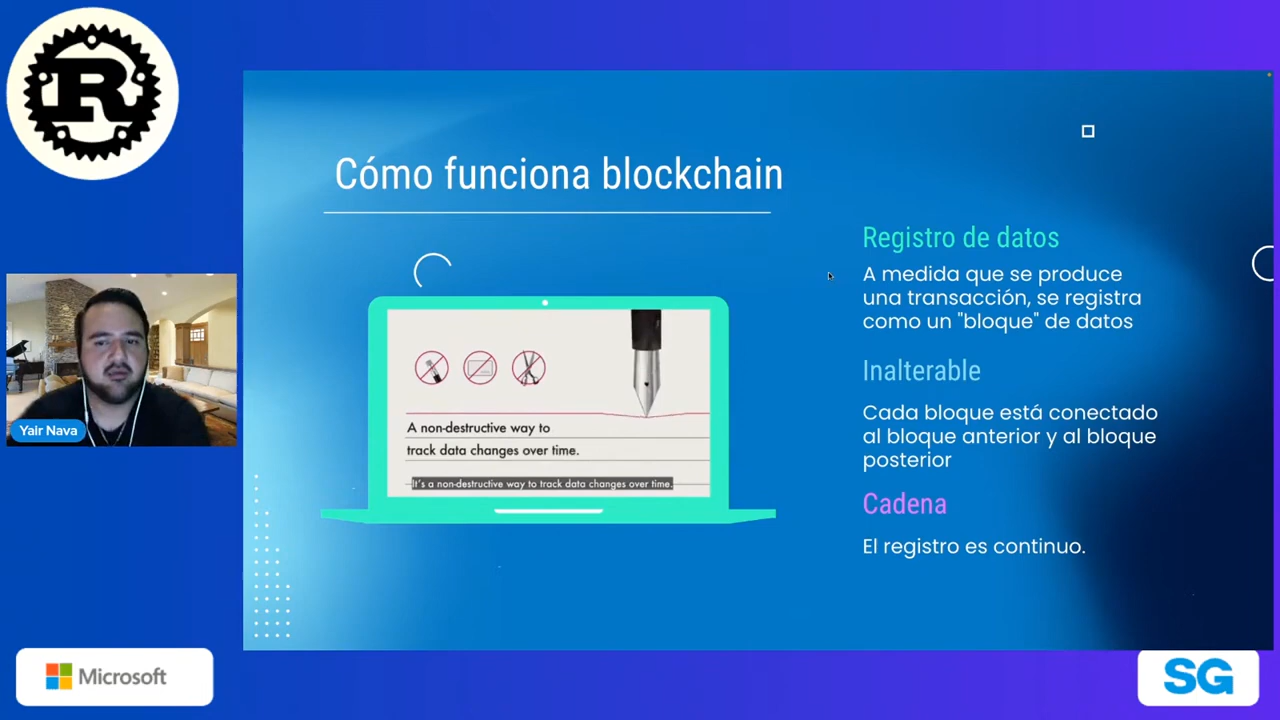 R
Cómo funciona blockchain
A non-destructive way to
track data changes over time.
It's a non-destructive way to track data changes over time.
Registro de datos
A medida que se produce
una transacción, se registra
como un "bloque" de datos
Inalterable
Cada bloque está conectado
al bloque anterior y al bloque
posterior
Cadena
El registro es continuo.
Yair Nava
Microsoft
SG